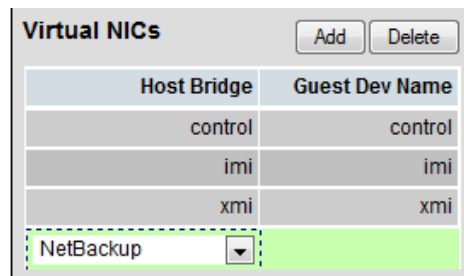 Virtual NICs Add Delete
Host Bridge Guest Dev Name
control control
imi imi
xmi xmi
NetBackup